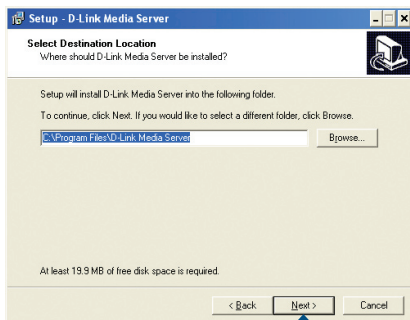 Setup - D-Link Media Server
Select Destination Location
Where should D-Link Media Server be installed?
Setup will install D-Link Media Server into the following folder.
To continue, click Next. If you would like to select a different folder, click Browse.
C:\Program Files\D-Link Media Server
Browse...
At least 19.9 MB of free disk space is required.
< Back
Next >
Cancel